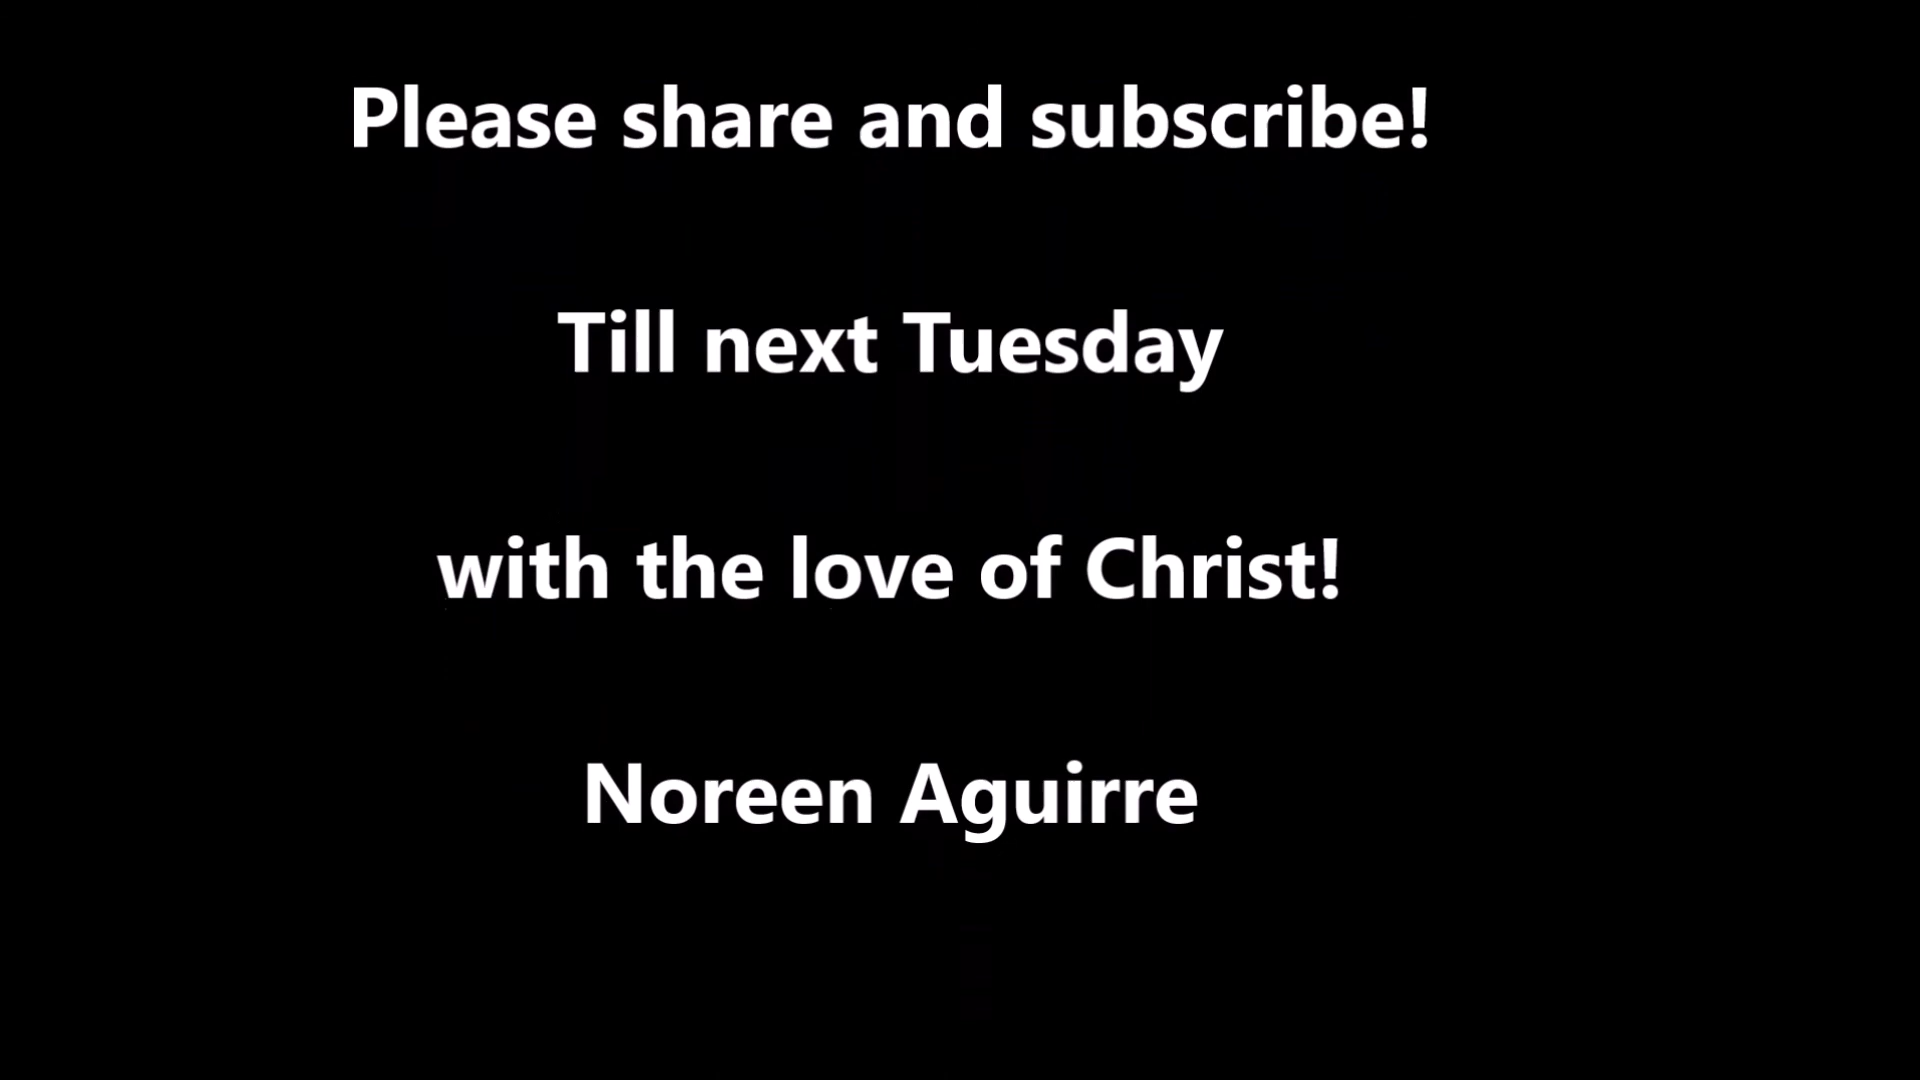 Please share and subscribe!
Till next Tuesday
with the love of Christ!
Noreen Aguirre